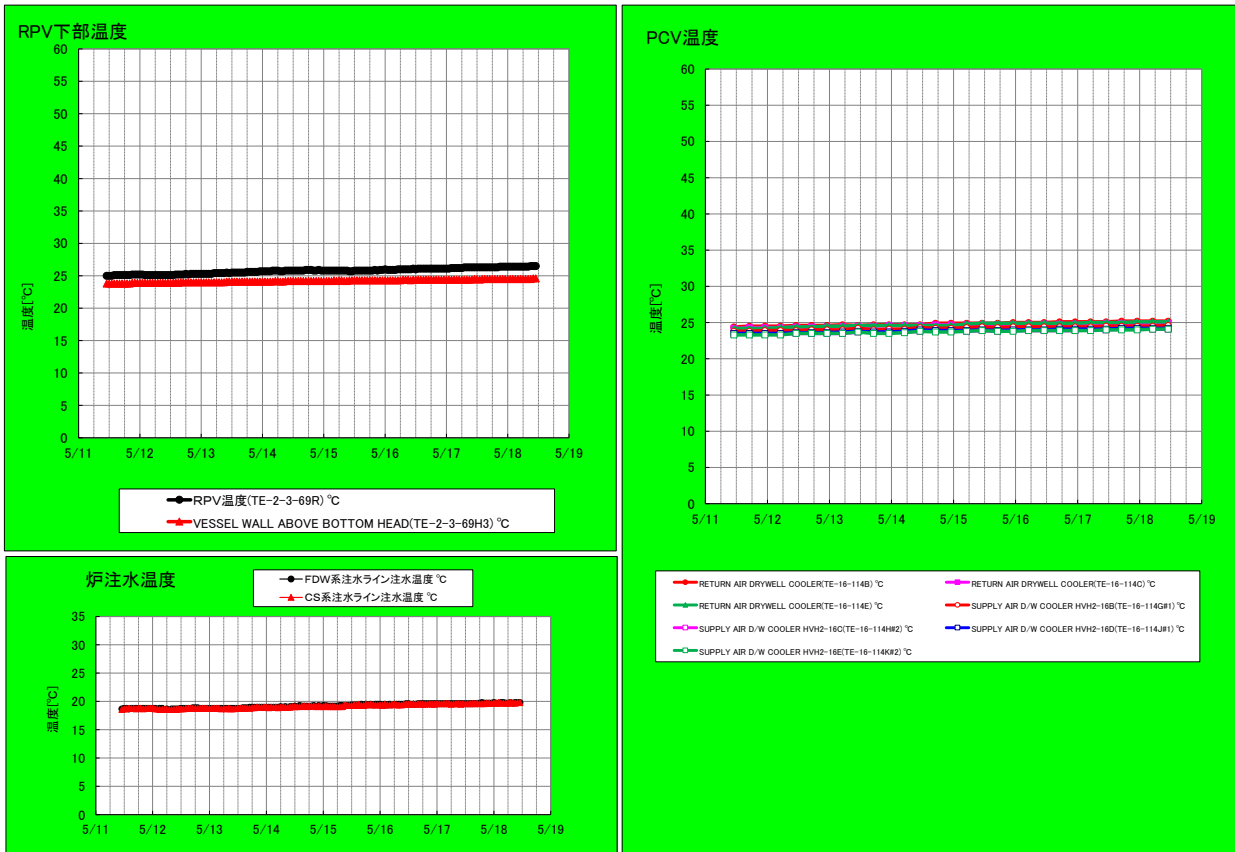 RPV下部温度
60
55
50
45
40
35
30
25
20
15
10
5
0
温度[℃]
5/11 5/12 5/13 5/14 5/15 5/16 5/17 5/18 5/19
RPV温度(TE-2-3-69R) ℃
VESSEL WALL ABOVE BOTTOM HEAD(TE-2-3-69H3) ℃
炉注水温度
FDW系注水ライン注水温度 ℃
CS系注水ライン注水温度 ℃
35
30
25
20
15
10
5
0
温度[℃]
5/11 5/12 5/13 5/14 5/15 5/16 5/17 5/18 5/19
PCV温度
60
55
50
45
40
35
30
25
20
15
10
5
0
温度[℃]
5/11 5/12 5/13 5/14 5/15 5/16 5/17 5/18 5/19
RETURN AIR DRYWELL COOLER(TE-16-114B) ℃
RETURN AIR DRYWELL COOLER(TE-16-114C) ℃
RETURN AIR DRYWELL COOLER(TE-16-114E) ℃
SUPPLY AIR D/W COOLER HVH2-16B(TE-16-114G#1) ℃
SUPPLY AIR D/W COOLER HVH2-16C(TE-16-114H#2) ℃
SUPPLY AIR D/W COOLER HVH2-16D(TE-16-114J#1) ℃
SUPPLY AIR D/W COOLER HVH2-16E(TE-16-114K#2) ℃